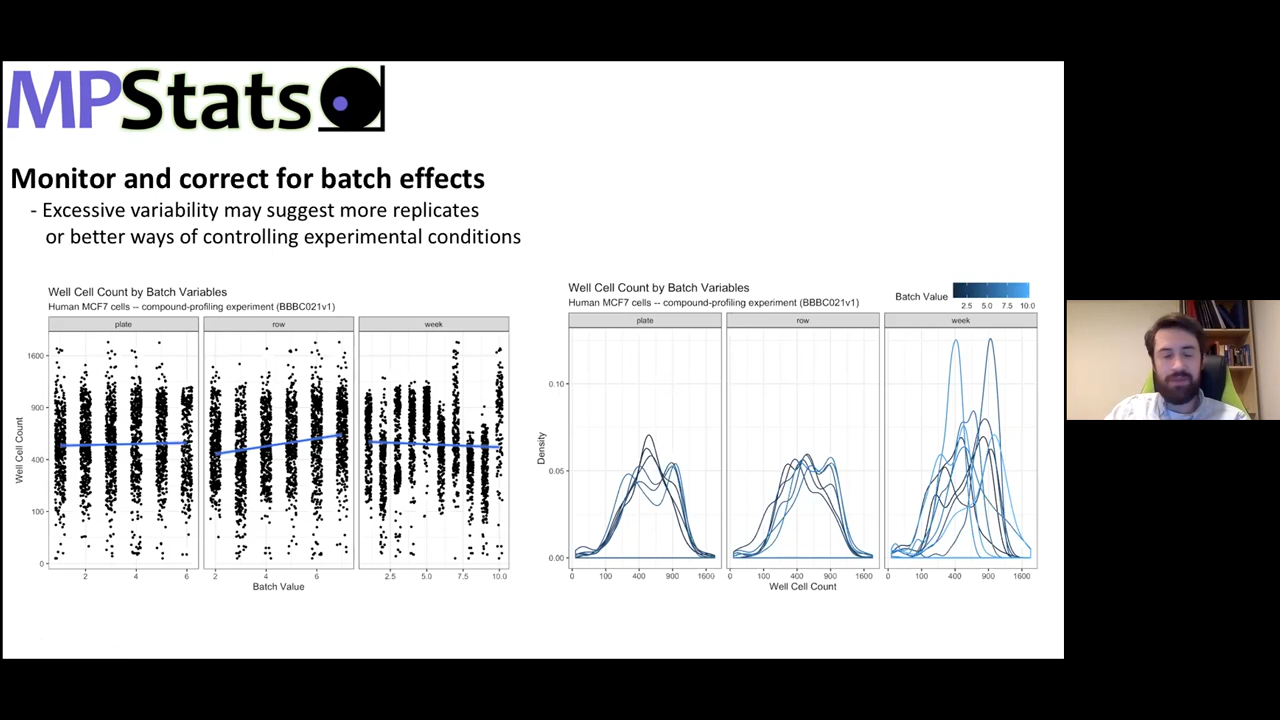 MPStats
Monitor and correct for batch effects
- Excessive variability may suggest more replicates
or better ways of controlling experimental conditions
Well Cell Count by Batch Variables
Human MCF7 cells -- compound-profiling experiment (BBBC021v1)
plate row week
1600
900
400
100
0
Well Cell Count
2 4 6 2 4 6 2.5 5.0 7.5 10.0
Batch Value
Well Cell Count by Batch Variables
Human MCF7 cells -- compound-profiling experiment (BBBC021v1)
Batch Value
2.5 5.0 7.5 10.0
plate row week
0.10
0.05
0.00
Density
0 100 400 900 1600 0 100 400 900 1600 0 100 400 900 1600
Well Cell Count